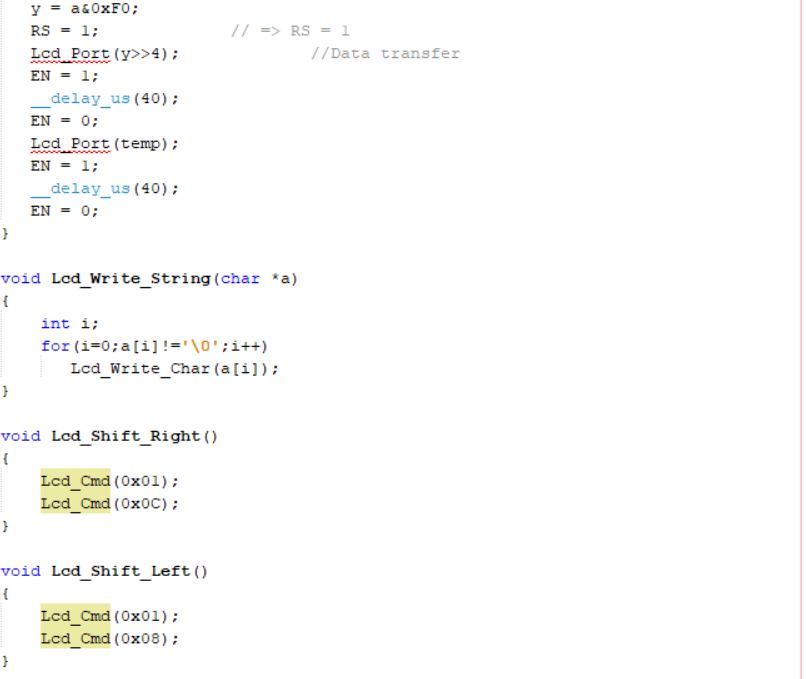 y = a&0xF0;
RS = 1;             // => RS = 1
Lcd_Port(y>>4);             //Data transfer
EN = 1;
__delay_us(40);
EN = 0;
Lcd_Port(temp);
EN = 1;
__delay_us(40);
EN = 0;
}
void Lcd_Write_String(char *a)
{
int i;
for(i=0;a[i]!='\0';i++)
Lcd_Write_Char(a[i]);
}
void Lcd_Shift_Right()
{
Lcd_Cmd(0x01);
Lcd_Cmd(0x0C);
}
void Lcd_Shift_Left()
{
Lcd_Cmd(0x01);
Lcd_Cmd(0x08);
}